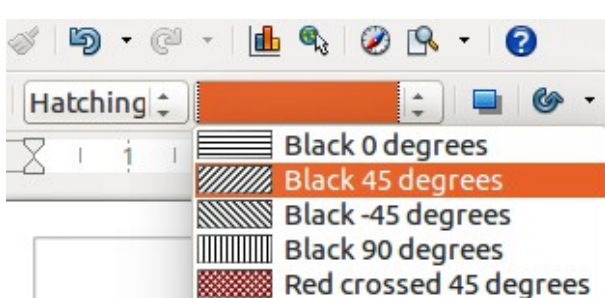 Hatching
1
Black 0 degrees
Black 45 degrees
Black -45 degrees
Black 90 degrees
Red crossed 45 degrees